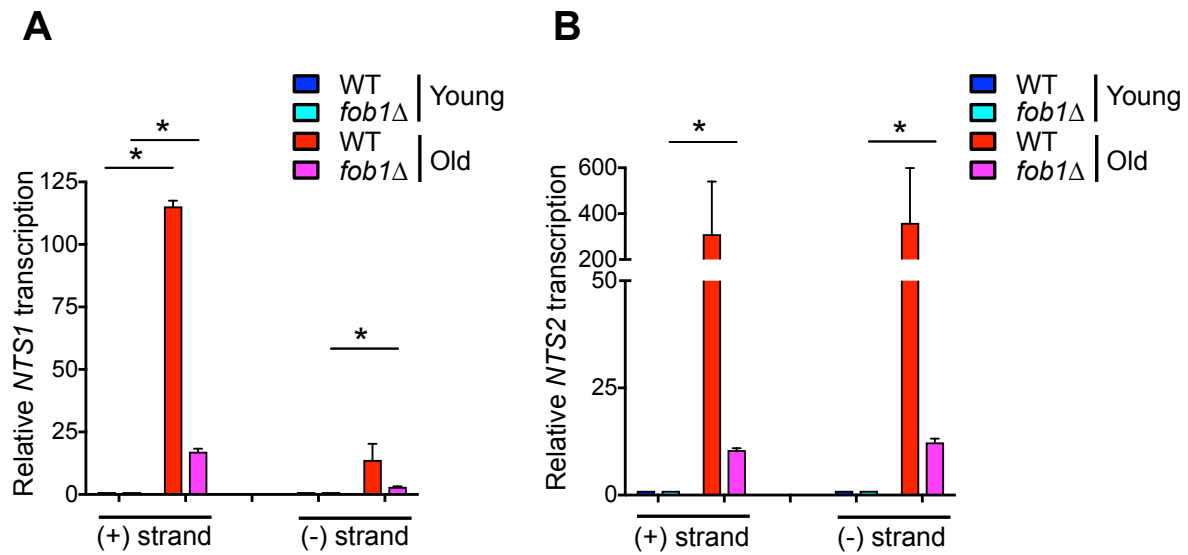 A
WT
fob1Δ
Young
WT
fob1Δ
Old
*
*
*
Relative NTS1 transcription
125
100
75
50
25
0
(+) strand
(-) strand
B
WT
fob1Δ
Young
WT
fob1Δ
Old
*
*
Relative NTS2 transcription
600
400
200
50
25
0
(+) strand
(-) strand